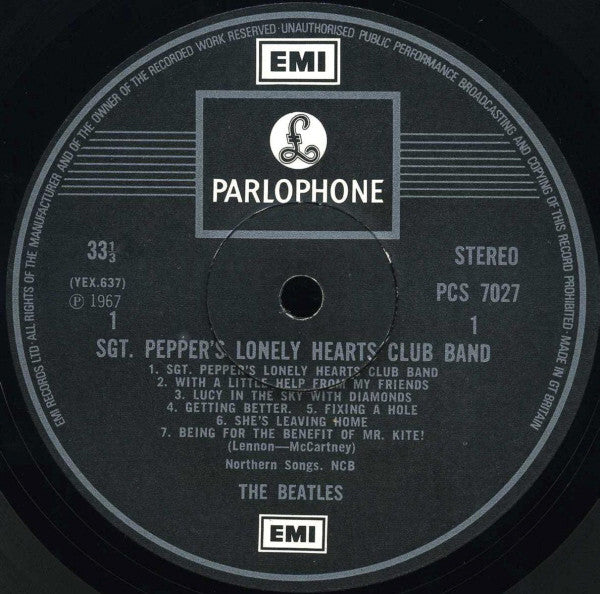 EMI RECORDS LTD ALL RIGHTS OF THE MANUFACTURER AND OF THE OWNER OF THE RECORDED WORK RESERVED · UNAUTHORISED PUBLIC PERFORMANCE BROADCASTING AND COPYING OF THIS RECORD PROHIBITED · MADE IN GT BRITAIN
EMI
£
PARLOPHONE
33⅓ STEREO
(YEX.637) PCS 7027
℗ 1967
1 1
SGT. PEPPER'S LONELY HEARTS CLUB BAND
1. SGT. PEPPER'S LONELY HEARTS CLUB BAND
2. WITH A LITTLE HELP FROM MY FRIENDS
3. LUCY IN THE SKY WITH DIAMONDS
4. GETTING BETTER. 5. FIXING A HOLE
6. SHE'S LEAVING HOME
7. BEING FOR THE BENEFIT OF MR. KITE!
(Lennon—McCartney)
Northern Songs. NCB
THE BEATLES
EMI